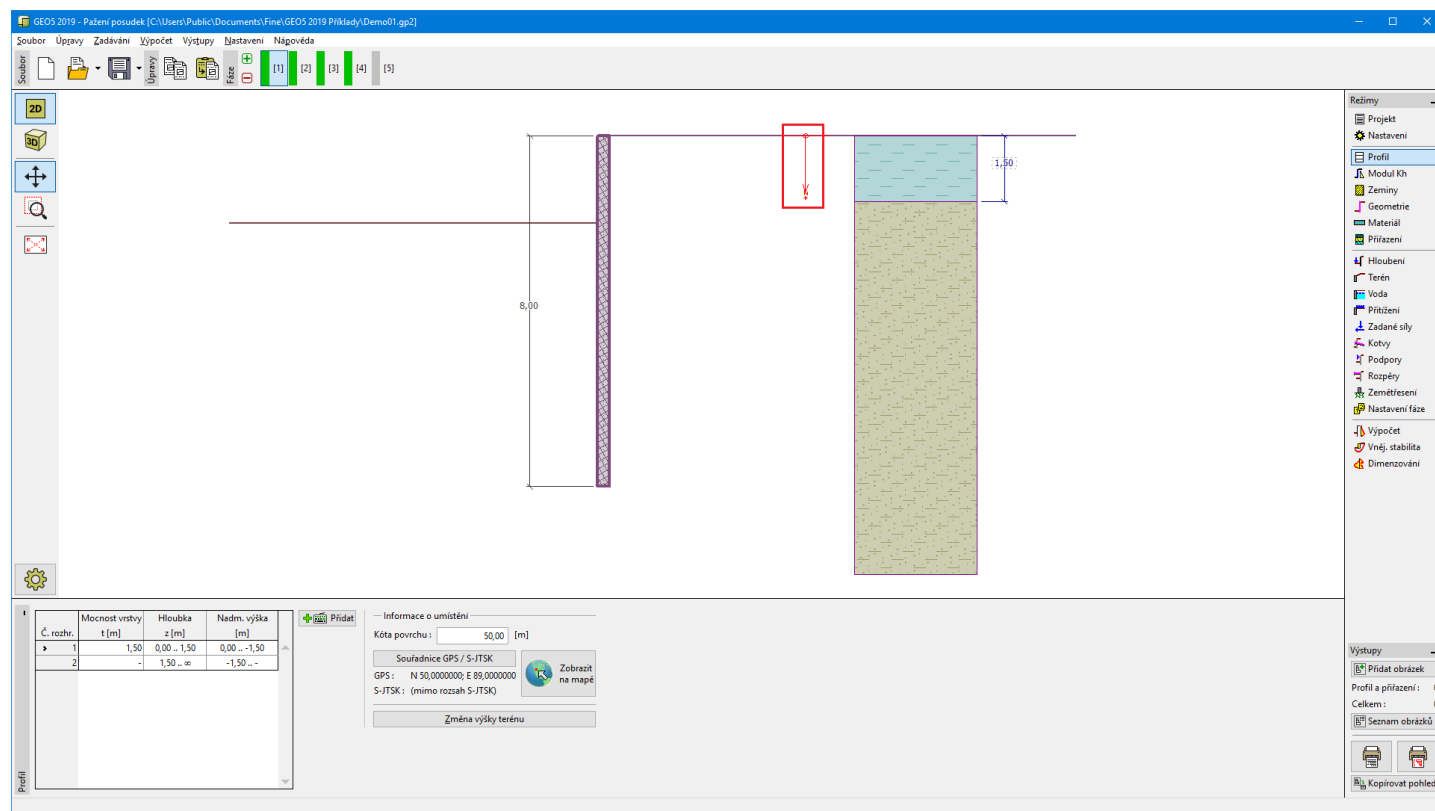 GEO5 2019 - Pažení posudek [C:\Users\Public\Documents\Fine\GEO5 2019 Příklady\Demo01.gp2]
Soubor Úpravy Zadávání Výpočet Výstupy Nastavení Nápověda
Soubor
Úpravy
Fáze
[1] [2] [3] [4] [5]
2D
3D
1,50
8,00
+z
Režimy
Projekt
Nastavení
Profil
Modul Kh
Zeminy
Geometrie
Materiál
Přiřazení
Hloubení
Terén
Voda
Přitížení
Zadané síly
Kotvy
Podpory
Rozpěry
Zemětřesení
Nastavení fáze
Výpočet
Vněj. stabilita
Dimenzování
Výstupy
Přidat obrázek
Profil a přiřazení :
Celkem :
Seznam obrázků
Kopírovat pohled
Profil
Č. rozhr. Mocnost vrstvy t [m] Hloubka z [m] Nadm. výška [m]
1 1,50 0,00 .. 1,50 0,00 .. -1,50
2 - 1,50 .. ∞ -1,50 .. -
Přidat
Informace o umístění
Kóta povrchu : 50,00 [m]
Souřadnice GPS / S-JTSK
GPS : N 50,0000000; E 89,0000000
S-JTSK : (mimo rozsah S-JTSK)
Zobrazit na mapě
Změna výšky terénu